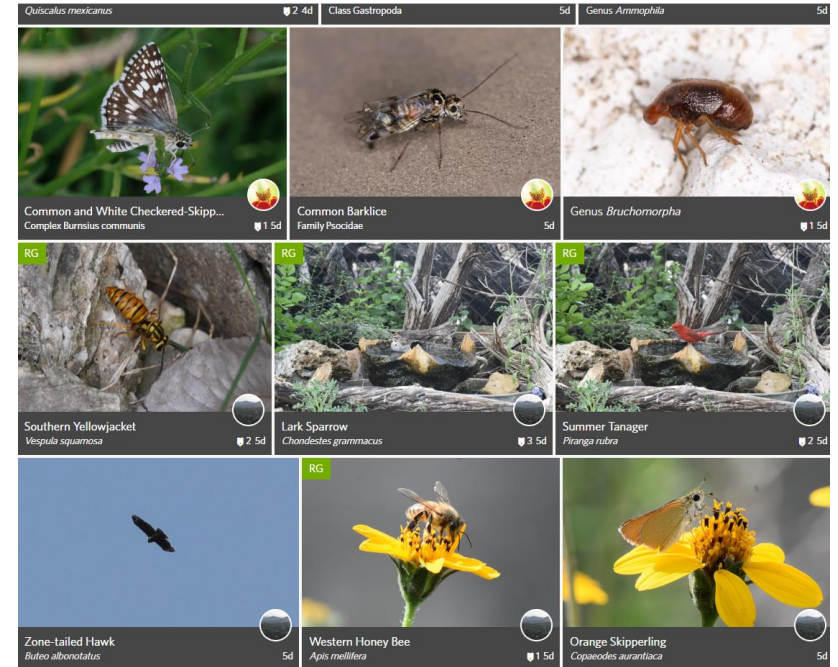 Quiscalus mexicanus 2 4d
Class Gastropoda 5d
Genus Ammophila 5d
Common and White Checkered-Skipp...
Complex Burnsius communis 1 5d
Common Barklice
Family Psocidae 5d
Genus Bruchomorpha
1 5d
RG
Southern Yellowjacket
Vespula squamosa 2 5d
RG
Lark Sparrow
Chondestes grammacus 3 5d
RG
Summer Tanager
Piranga rubra 2 5d
Zone-tailed Hawk
Buteo albonotatus 5d
RG
Western Honey Bee
Apis mellifera 1 5d
Orange Skipperling
Copaeodes aurantiaca 5d